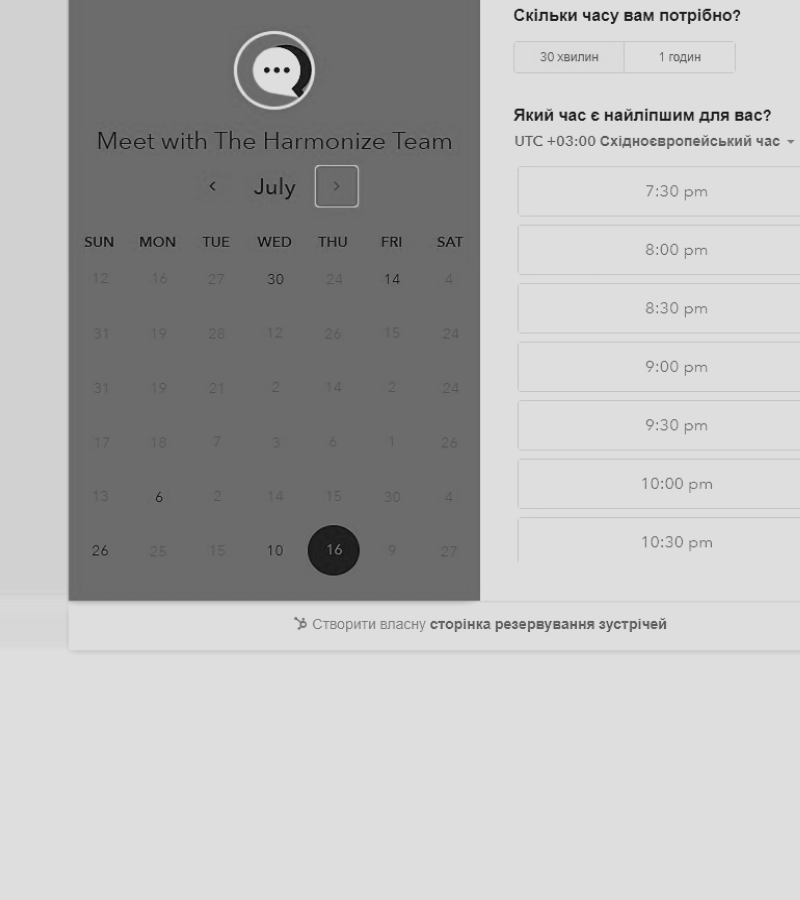 Meet with The Harmonize Team
July
SUN MON TUE WED THU FRI SAT
12 16 27 30 24 14 4
31 19 28 12 26 15 24
31 19 21 2 14 2 24
17 18 7 3 6 1 26
13 6 2 14 15 30 4
26 25 15 10 16 9 27
Скільки часу вам потрібно?
30 хвилин 1 годин
Який час є найліпшим для вас?
UTC +03:00 Східноєвропейський час
7:30 pm
8:00 pm
8:30 pm
9:00 pm
9:30 pm
10:00 pm
10:30 pm
Створити власну сторінка резервування зустрічей